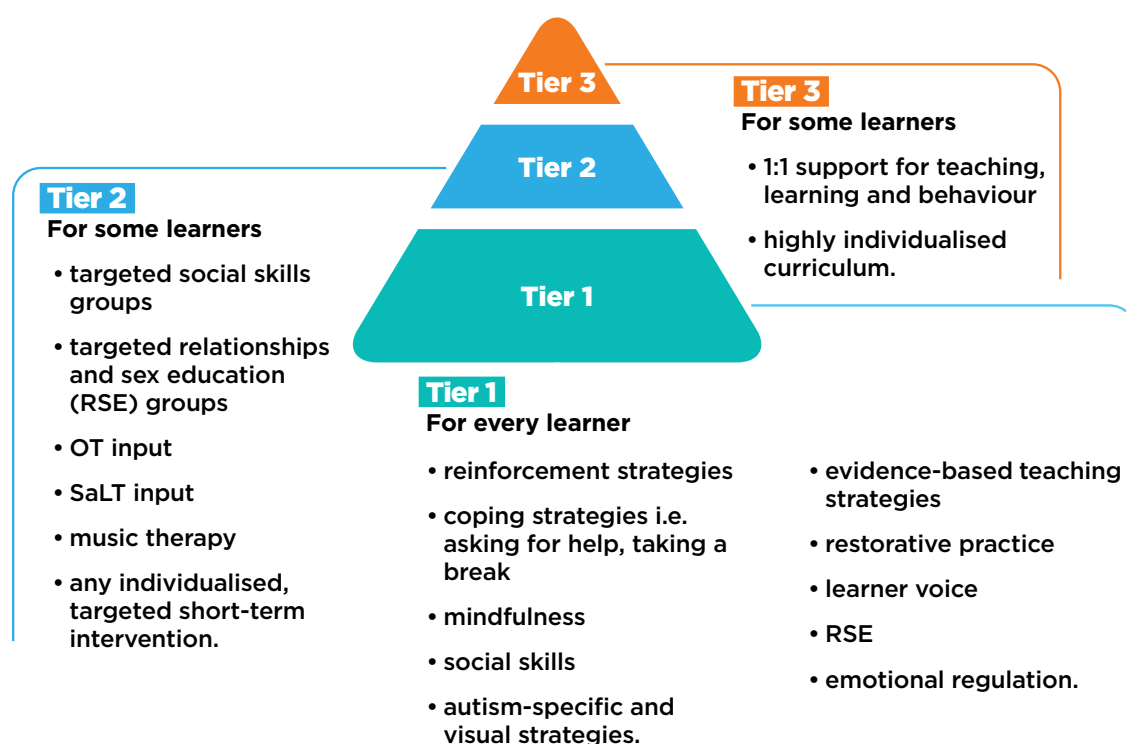 Tier 3
Tier 2
Tier 1
Tier 3
For some learners
• 1:1 support for teaching,
learning and behaviour
• highly individualised
curriculum.
Tier 2
For some learners
• targeted social skills
groups
• targeted relationships
and sex education
(RSE) groups
• OT input
• SaLT input
• music therapy
• any individualised,
targeted short-term
intervention.
Tier 1
For every learner
• reinforcement strategies
• coping strategies i.e.
asking for help, taking a
break
• mindfulness
• social skills
• autism-specific and
visual strategies.
• evidence-based teaching
strategies
• restorative practice
• learner voice
• RSE
• emotional regulation.